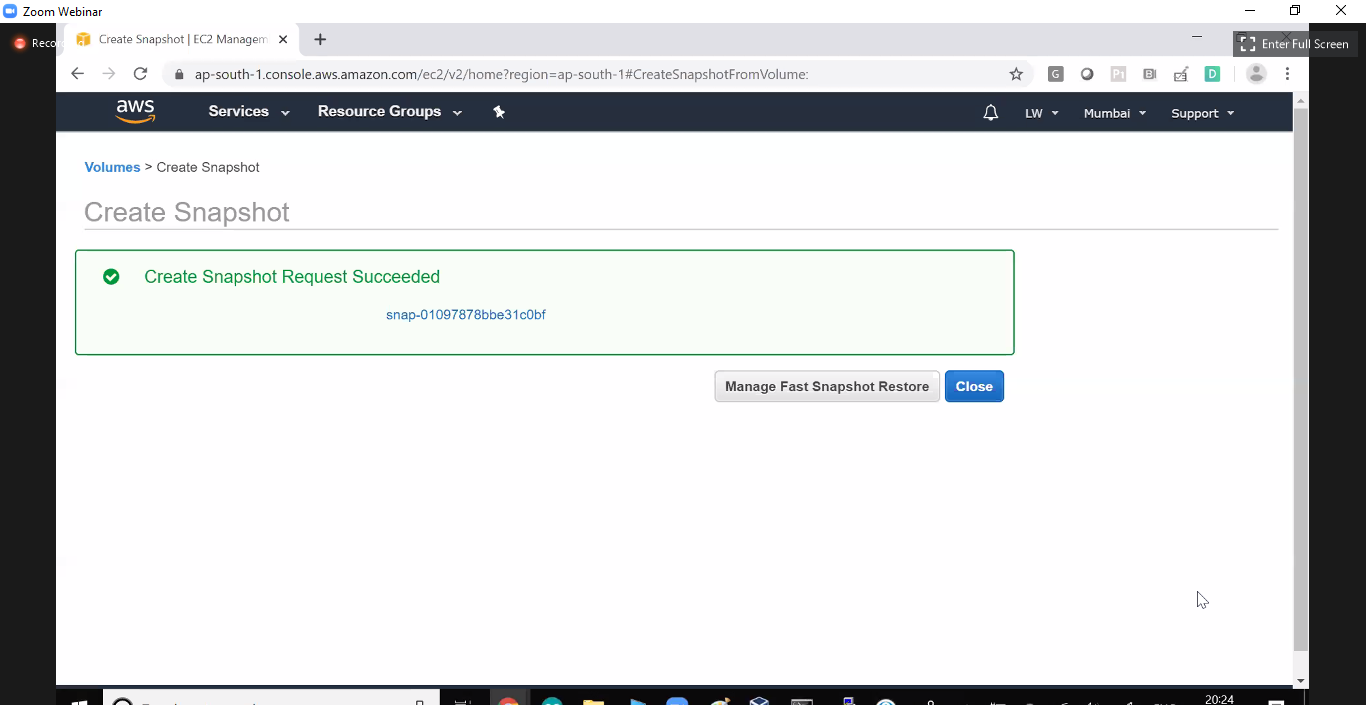 Zoom Webinar
Create Snapshot | EC2 Managem
Enter Full Screen
ap-south-1.console.aws.amazon.com/ec2/v2/home?region=ap-south-1#CreateSnapshotFromVolume:
G P1 D
aws Services Resource Groups LW Mumbai Support
Volumes > Create Snapshot
Create Snapshot
Create Snapshot Request Succeeded
snap-01097878bbe31c0bf
Manage Fast Snapshot Restore Close
20:24